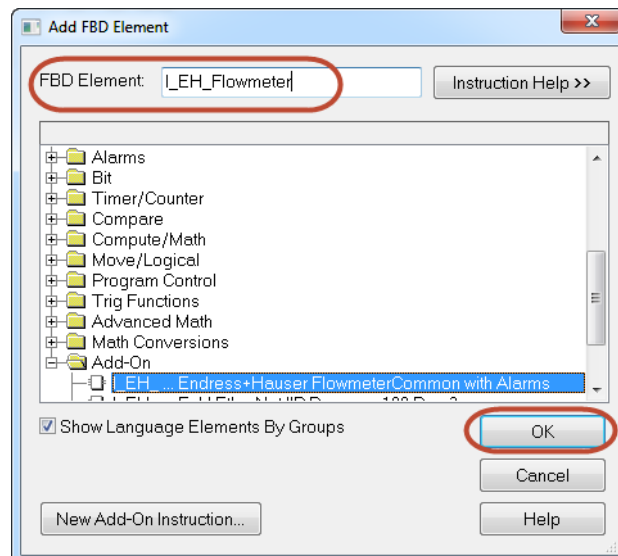 Add FBD Element
FBD Element: I_EH_Flowmeter Instruction Help >>
Alarms
Bit
Timer/Counter
Compare
Compute/Math
Move/Logical
Program Control
Trig Functions
Advanced Math
Math Conversions
Add-On
I_EH_ ... Endress+Hauser FlowmeterCommon with Alarms
Show Language Elements By Groups
OK
Cancel
New Add-On Instruction...
Help